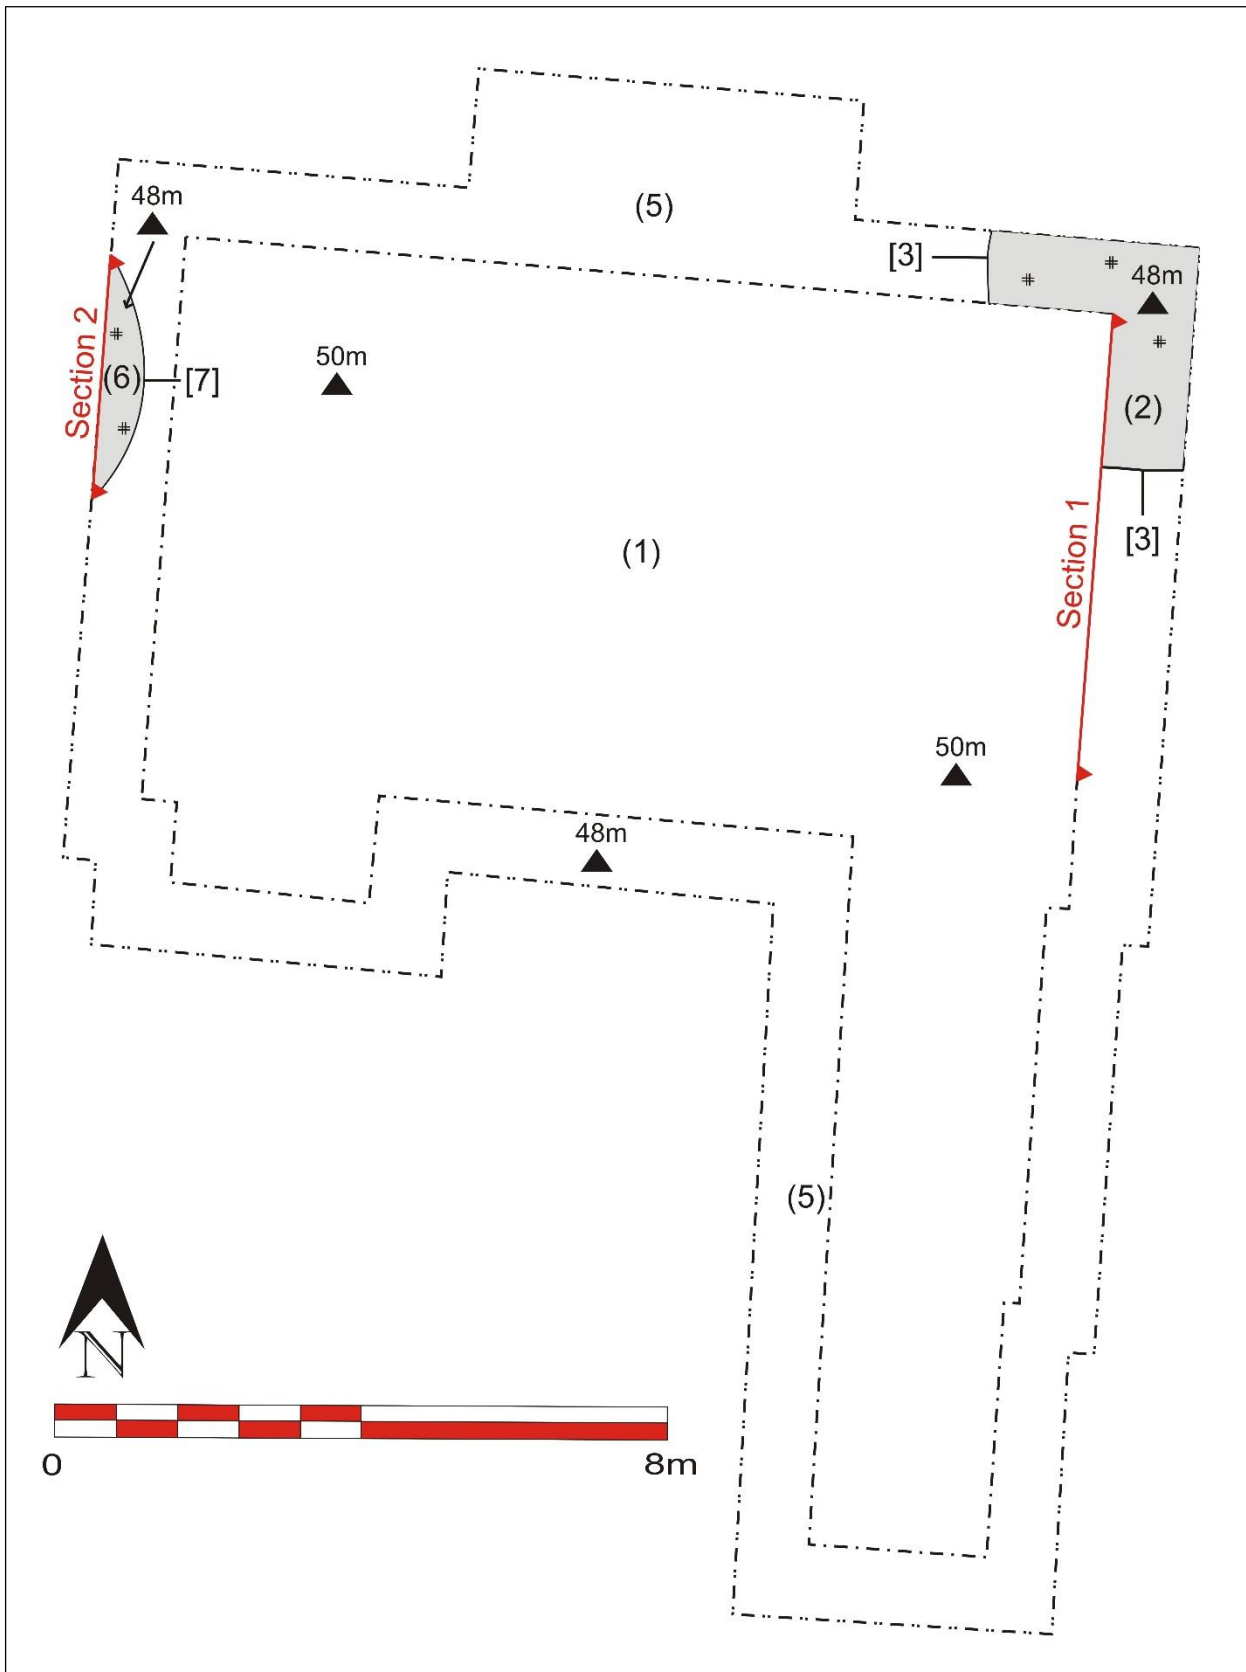 48m
(5)
[3]
48m
Section 2
(6)
[7]
50m
(2)
(1)
Section 1
[3]
50m
48m
(5)
N
0
8m